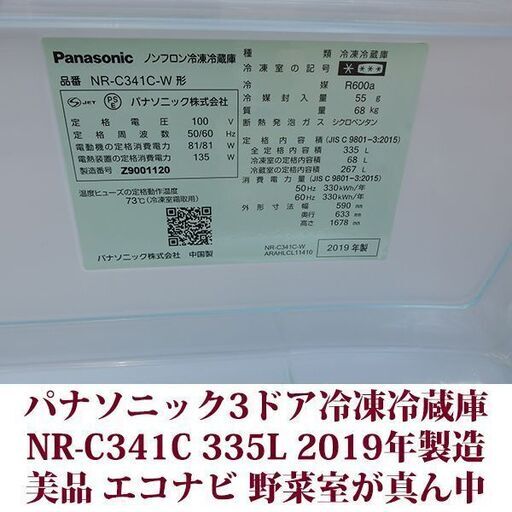 Panasonic ノンフロン冷凍冷蔵庫
品番 NR-C341C-W 形
JET PSE パナソニック株式会社
定格電圧 100 V
定格周波数 50/60 Hz
電動機の定格消費電力 81/81 W
電熱装置の定格消費電力 135 W
製造番号 Z9001120
温度ヒューズの定格動作温度
73℃(冷凍室霜取用)
パナソニック株式会社 中国製
種類 冷凍冷蔵庫
冷凍室の記号
冷媒 R600a
冷媒封入量 55 g
質量 68 kg
断熱発泡ガス シクロペンタン
定格内容積 (JIS C 9801-3:2015)
335 L
冷凍室の定格内容積 68 L
冷蔵室の定格内容積 267 L
消費電力量 (JIS C 9801-3:2015)
50Hz 330kWh/年
60Hz 330kWh/年
外形寸法 幅 590 mm
奥行 633 mm
高さ 1678 mm
NR-C341C-W
ARAHLCL11410
2019 年製
パナソニック3ドア冷凍冷蔵庫
NR-C341C 335L 2019年製造
美品 エコナビ 野菜室が真ん中